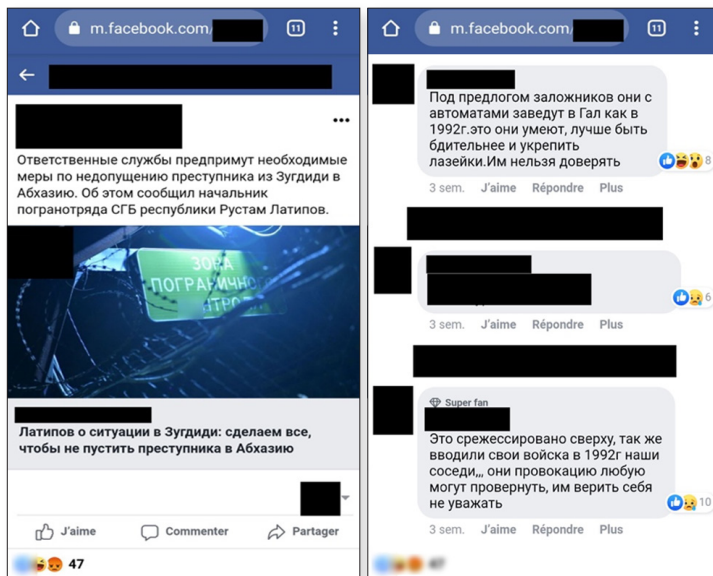 m.facebook.com/
11
Ответственные службы предпримут необходимые
меры по недопущению преступника из Зугдиди в
Абхазию. Об этом сообщил начальник
погранотряда СГБ республики Рустам Латипов.
ЗОНА
ПОГРАНИЧНО
Латипов о ситуации в Зугдиди: сделаем все,
чтобы не пустить преступника в Абхазию
J'aime Commenter Partager
47
m.facebook.com/
11
Под предлогом заложников они с
автоматами заведут в Гал как в
1992г.это они умеют, лучше быть
бдительнее и укрепить
лазейки.Им нельзя доверять
8
3 sem. J'aime Répondre Plus
6
3 sem. J'aime Répondre Plus
Super fan
Это срежессировано сверху, так же
вводили свои войска в 1992г наши
соседи,,, они провокацию любую
могут провернуть, им верить себя
не уважать
10
3 sem. J'aime Répondre Plus
47